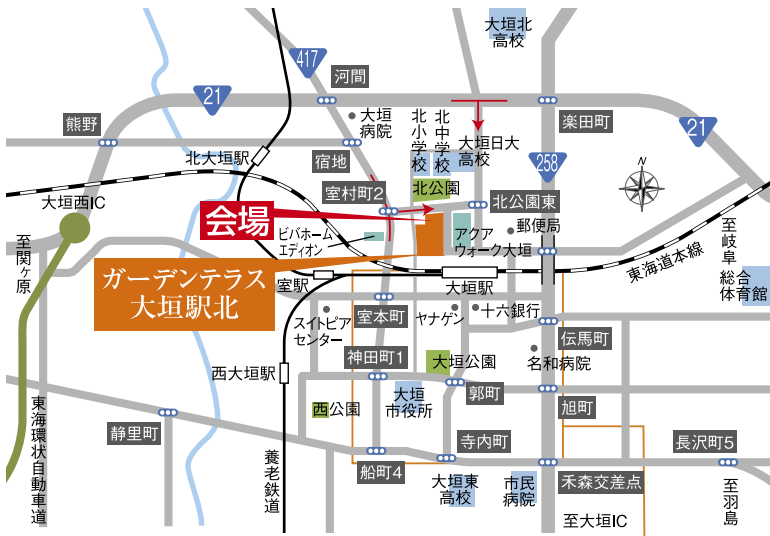 大垣北
高校
417
河間
21
熊野
大垣
病院
北小学校
北中学校
大垣日大
高校
楽田町
21
258
宿地
北大垣駅
N
室村町2
北公園
北公園東
大垣西IC
会場
郵便局
ビバホーム
エディオン
アクア
ウォーク大垣
至関ヶ原
至岐阜
東海道本線
ガーデンテラス
大垣駅北
室駅
大垣駅
総合
体育館
室本町
ヤナゲン
十六銀行
スイトピア
センター
伝馬町
神田町1
大垣公園
名和病院
西大垣駅
郭町
大垣
市役所
旭町
西公園
東海環状自動車道
静里町
寺内町
長沢町5
養老鉄道
船町4
大垣東
高校
市民
病院
禾森交差点
至羽島
至大垣IC